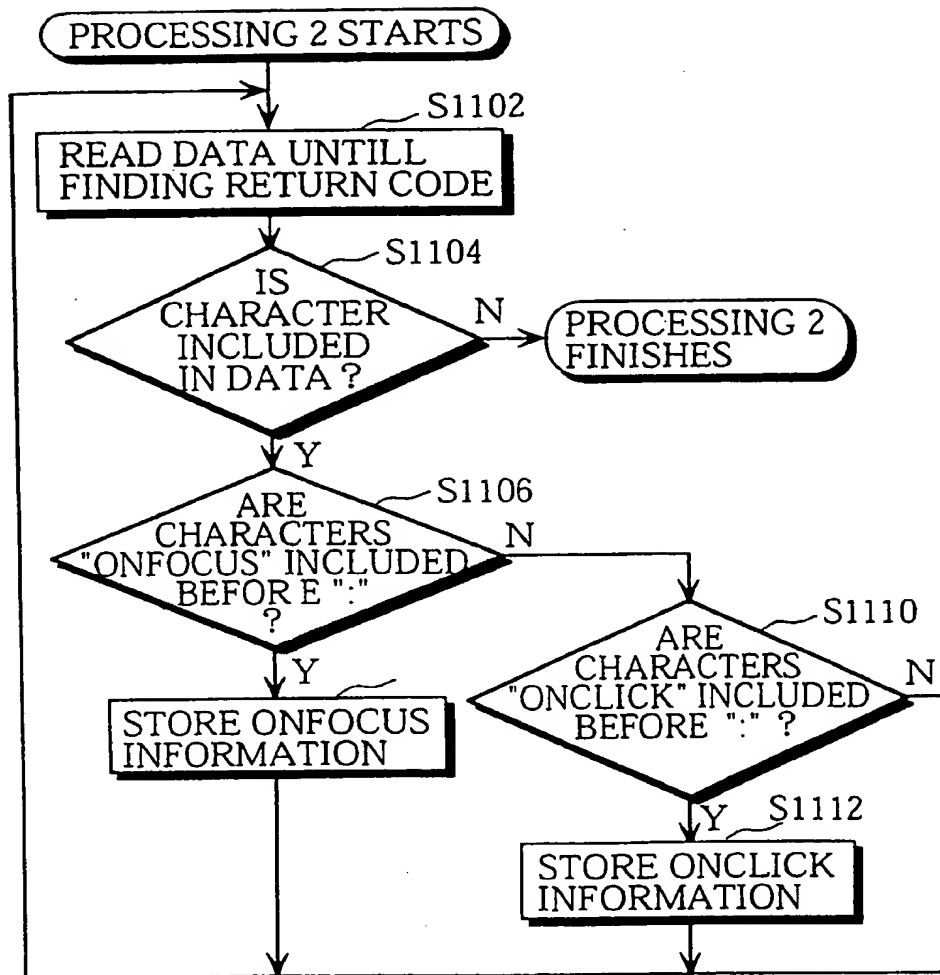 PROCESSING 2 STARTS
S1102
READ DATA UNTILL
FINDING RETURN CODE
S1104
IS
CHARACTER
INCLUDED
IN DATA ?
N
PROCESSING 2
FINISHES
Y
S1106
ARE
CHARACTERS
"ONFOCUS" INCLUDED
BEFORE ":"
?
N
Y
S1110
ARE
CHARACTERS
"ONCLICK" INCLUDED
BEFORE ":" ?
N
STORE ONFOCUS
INFORMATION
Y
S1112
STORE ONCLICK
INFORMATION